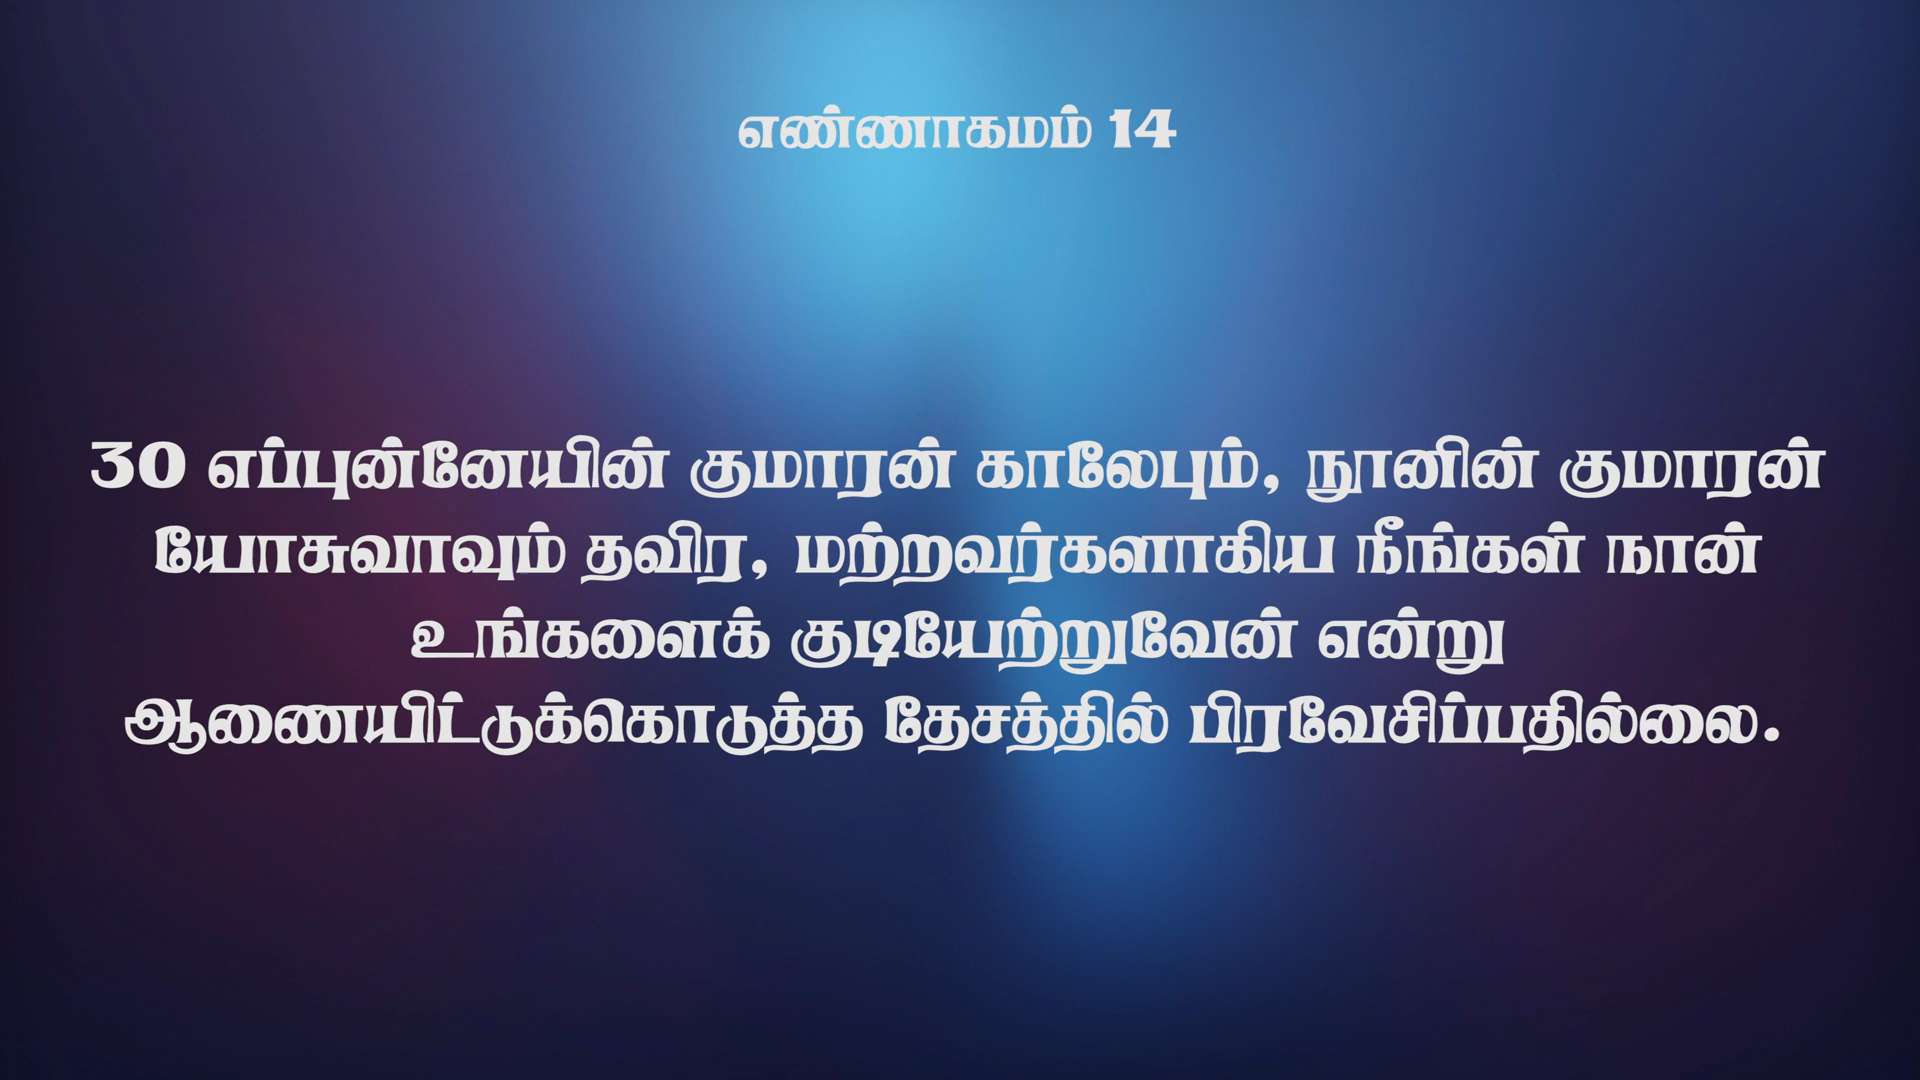 எண்ணாகமம் 14
30 எப்புன்னேயின் குமாரன் காலேபும், நூனின் குமாரன்
யோசுவாவும் தவிர, மற்றவர்களாகிய நீங்கள் நான்
உங்களைக் குடியேற்றுவேன் என்று
ஆணையிட்டுக்கொடுத்த தேசத்தில் பிரவேசிப்பதில்லை.